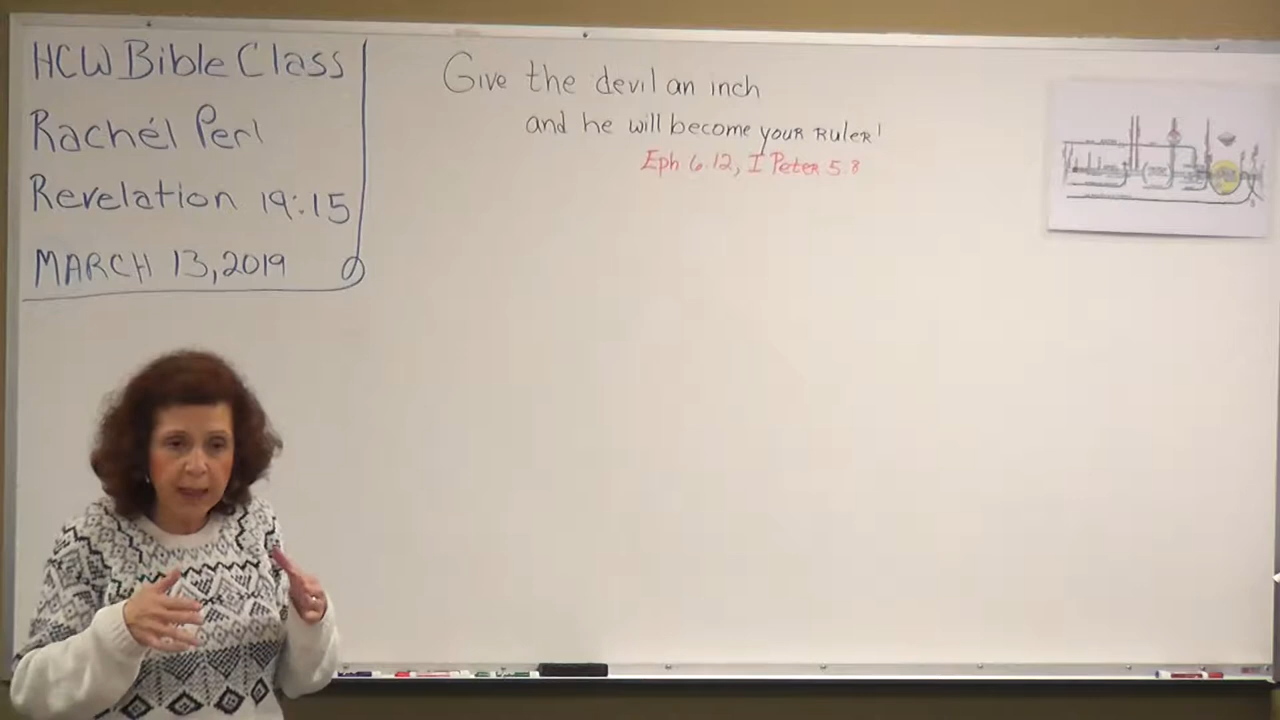 HCW Bible Class
Rachél Perl
Revelation 19:15
MARCH 13, 2019
Give the devil an inch
and he will become your ruler!
Eph 6.12, I Peter 5.8